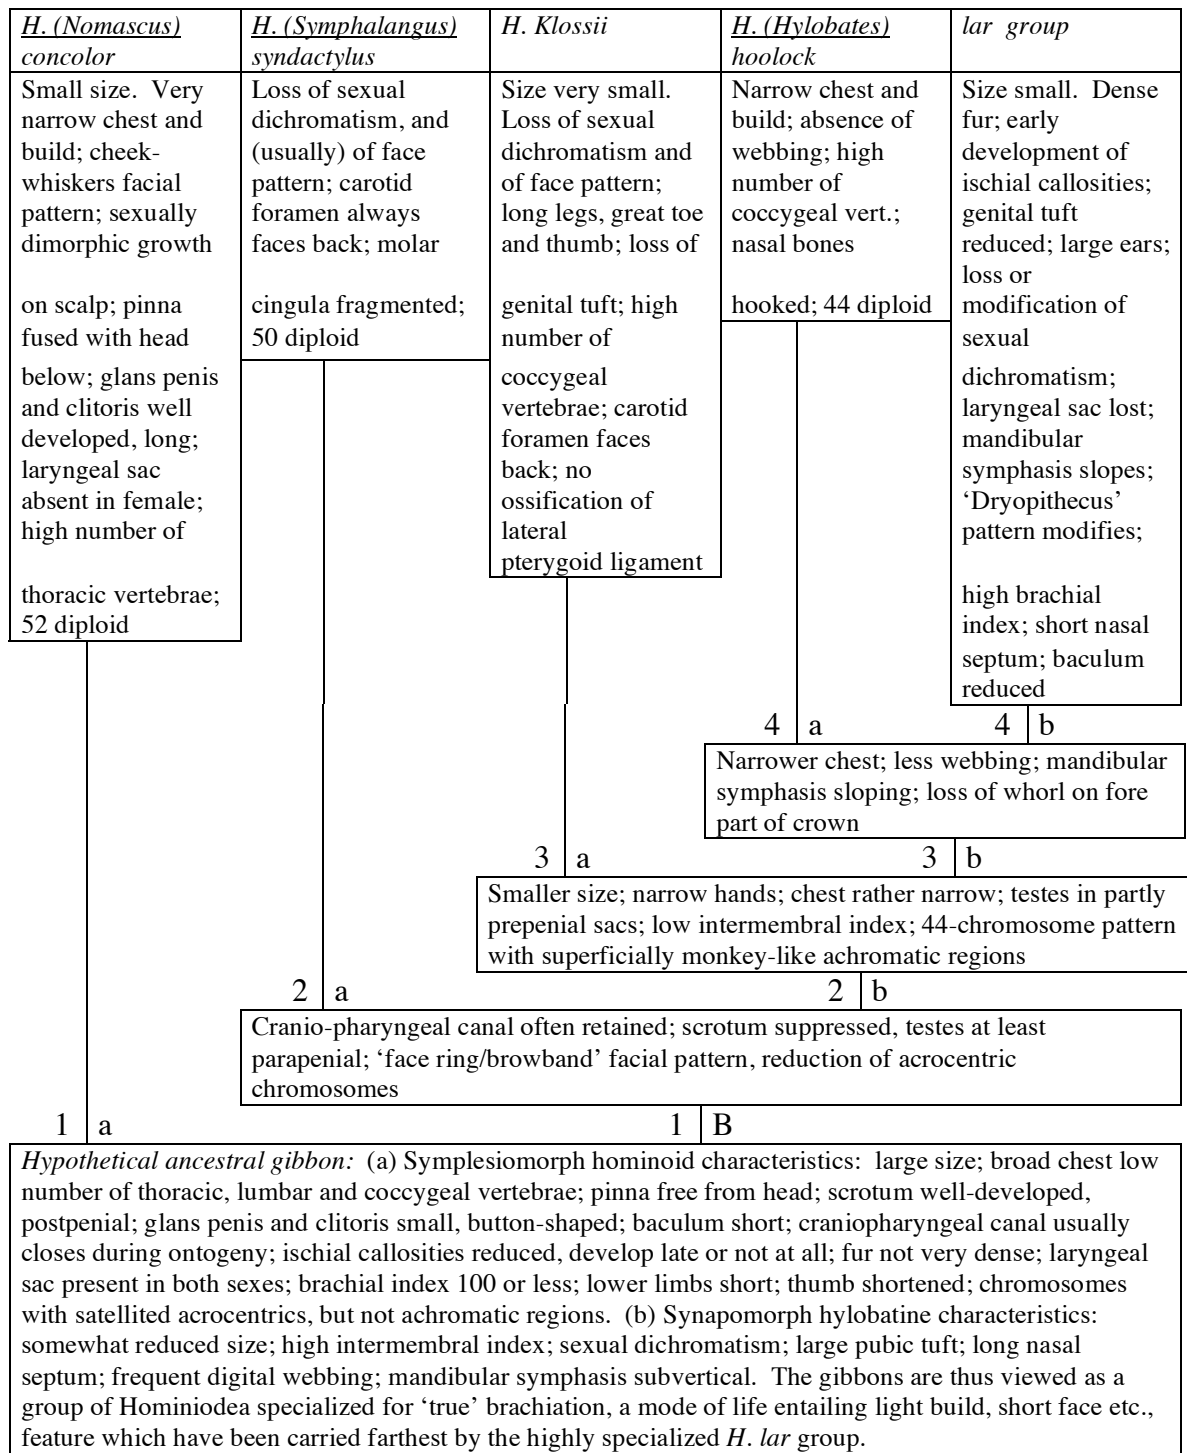 H. (Nomascus)
concolor
Small size.  Very
narrow chest and
build; cheek-
whiskers facial
pattern; sexually
dimorphic growth
on scalp; pinna
fused with head
below; glans penis
and clitoris well
developed, long;
laryngeal sac
absent in female;
high number of
thoracic vertebrae;
52 diploid
H. (Symphalangus)
syndactylus
Loss of sexual
dichromatism, and
(usually) of face
pattern; carotid
foramen always
faces back; molar
cingula fragmented;
50 diploid
H. Klossii
Size very small.
Loss of sexual
dichromatism and
of face pattern;
long legs, great toe
and thumb; loss of
genital tuft; high
number of
coccygeal
vertebrae; carotid
foramen faces
back; no
ossification of
lateral
pterygoid ligament
H. (Hylobates)
hoolock
Narrow chest and
build; absence of
webbing; high
number of
coccygeal vert.;
nasal bones
hooked; 44 diploid
lar group
Size small.  Dense
fur; early
development of
ischial callosities;
genital tuft
reduced; large ears;
loss or
modification of
sexual
dichromatism;
laryngeal sac lost;
mandibular
symphasis slopes;
‘Dryopithecus’
pattern modifies;
high brachial
index; short nasal
septum; baculum
reduced
4 a 4 b
Narrower chest; less webbing; mandibular
symphasis sloping; loss of whorl on fore
part of crown
3 a 3 b
Smaller size; narrow hands; chest rather narrow; testes in partly
prepenial sacs; low intermembral index; 44-chromosome pattern
with superficially monkey-like achromatic regions
2 a 2 b
Cranio-pharyngeal canal often retained; scrotum suppressed, testes at least
parapenial; ‘face ring/browband’ facial pattern, reduction of acrocentric
chromosomes
1 a 1 B
Hypothetical ancestral gibbon:  (a) Symplesiomorph hominoid characteristics:  large size; broad chest low
number of thoracic, lumbar and coccygeal vertebrae; pinna free from head; scrotum well-developed,
postpenial; glans penis and clitoris small, button-shaped; baculum short; craniopharyngeal canal usually
closes during ontogeny; ischial callosities reduced, develop late or not at all; fur not very dense; laryngeal
sac present in both sexes; brachial index 100 or less; lower limbs short; thumb shortened; chromosomes
with satellited acrocentrics, but not achromatic regions.  (b) Synapomorph hylobatine characteristics:
somewhat reduced size; high intermembral index; sexual dichromatism; large pubic tuft; long nasal
septum; frequent digital webbing; mandibular symphasis subvertical.  The gibbons are thus viewed as a
group of Hominiodea specialized for ‘true’ brachiation, a mode of life entailing light build, short face etc.,
feature which have been carried farthest by the highly specialized H. lar group.